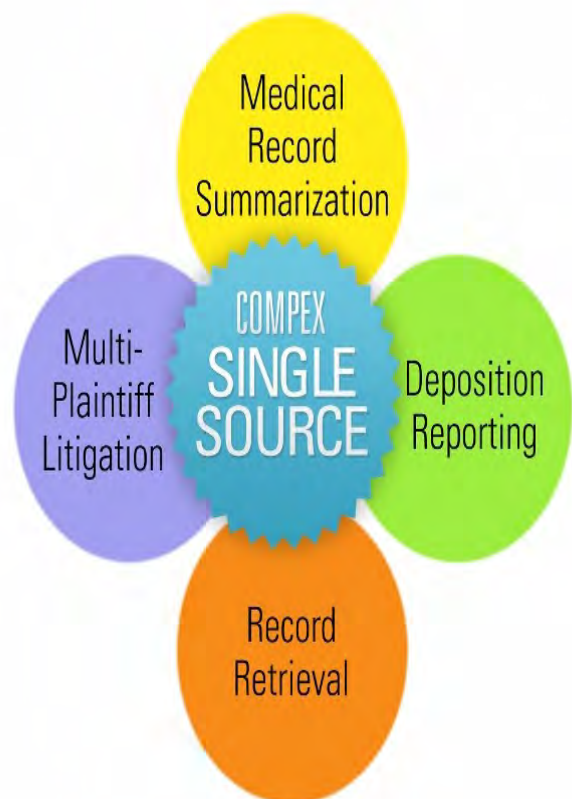 Medical
Record
Summarization
Multi-
Plaintiff
Litigation
COMPEX
SINGLE
SOURCE
Deposition
Reporting
Record
Retrieval